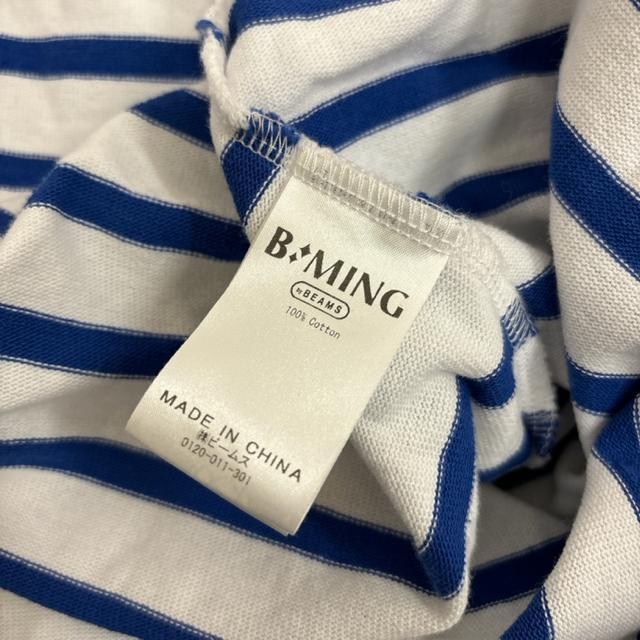 B:MING
by BEAMS
100% Cotton
MADE IN CHINA
㈱ビームス
0120-011-301